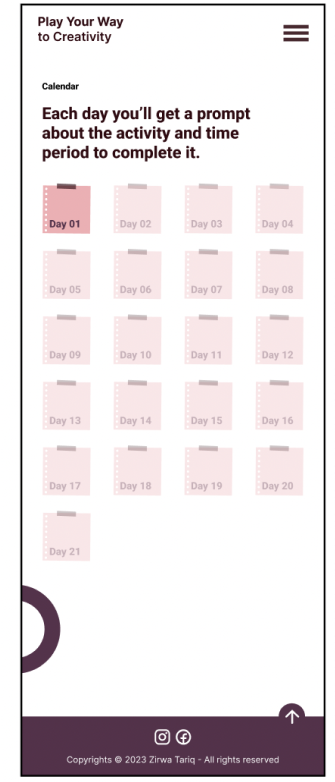 Play Your Way
to Creativity
Calendar
Each day you’ll get a prompt
about the activity and time
period to complete it.
Day 01 Day 02 Day 03 Day 04
Day 05 Day 06 Day 07 Day 08
Day 09 Day 10 Day 11 Day 12
Day 13 Day 14 Day 15 Day 16
Day 17 Day 18 Day 19 Day 20
Day 21
Copyrights © 2023 Zirwa Tariq - All rights reserved